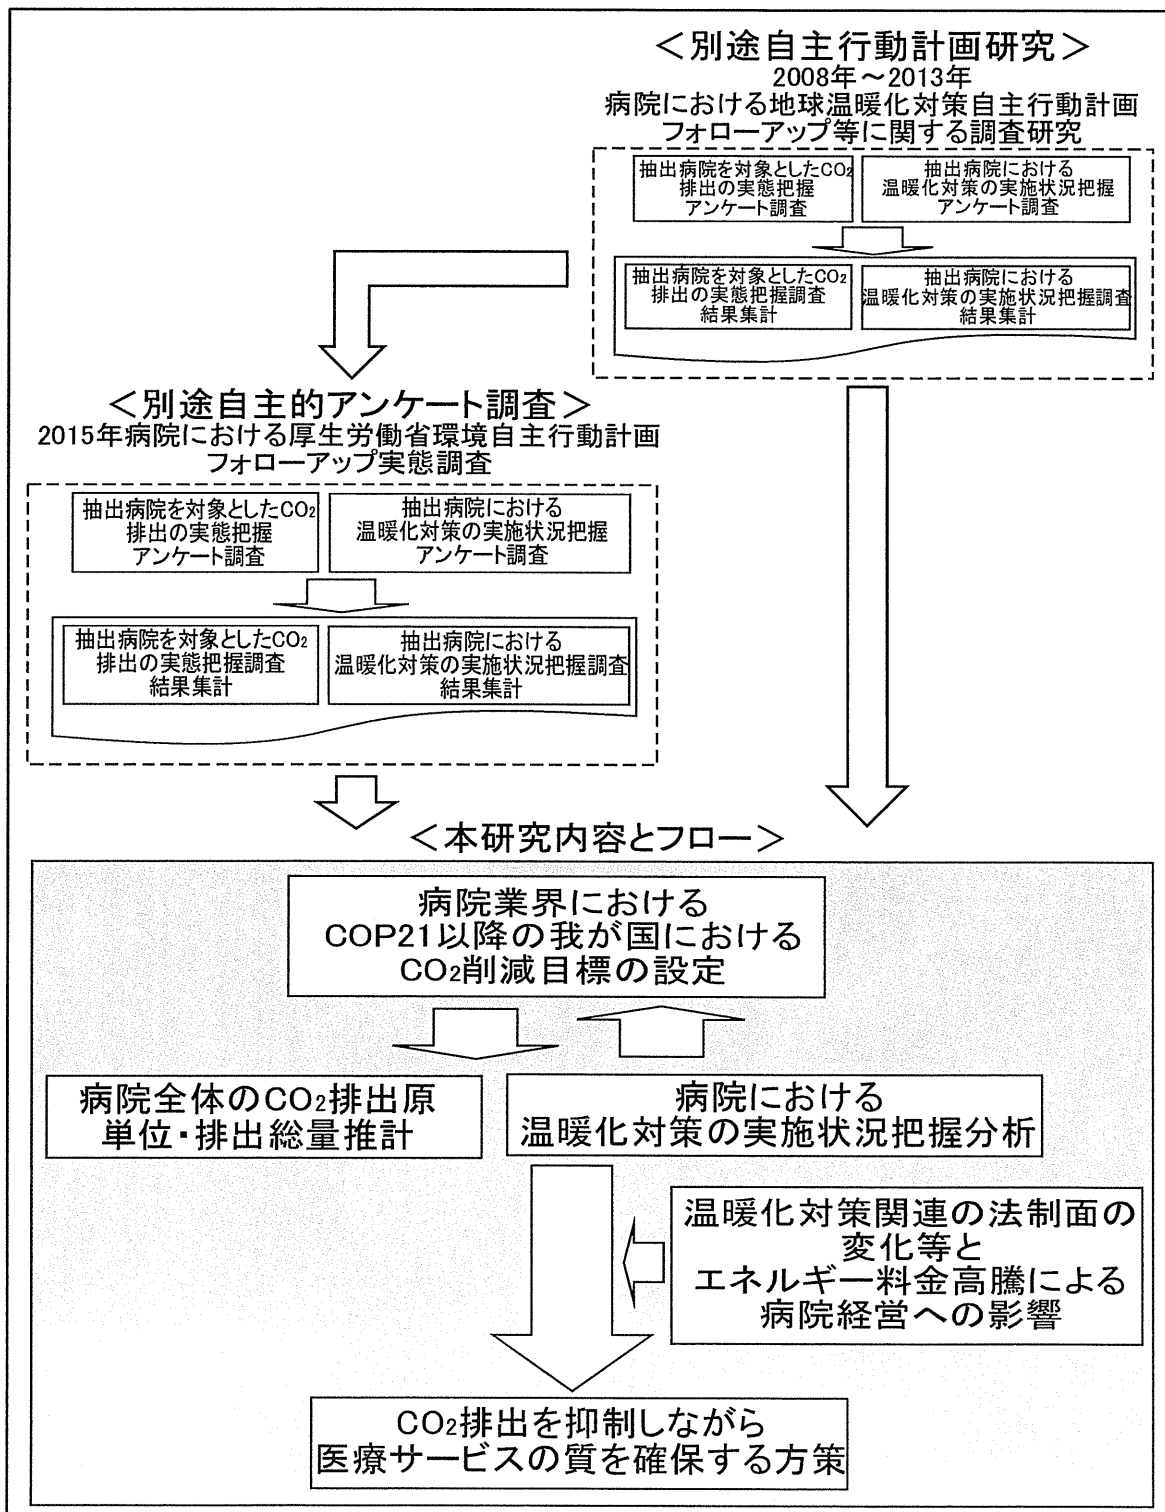 ＜別途自主行動計画研究＞
2008年～2013年
病院における地球温暖化対策自主行動計画
フォローアップ等に関する調査研究
抽出病院を対象としたCO₂
排出の実態把握
アンケート調査
抽出病院における
温暖化対策の実施状況把握
アンケート調査
抽出病院を対象としたCO₂
排出の実態把握調査
結果集計
抽出病院における
温暖化対策の実施状況把握調査
結果集計
＜別途自主的アンケート調査＞
2015年病院における厚生労働省環境自主行動計画
フォローアップ実態調査
抽出病院を対象としたCO₂
排出の実態把握
アンケート調査
抽出病院における
温暖化対策の実施状況把握
アンケート調査
抽出病院を対象としたCO₂
排出の実態把握調査
結果集計
抽出病院における
温暖化対策の実施状況把握調査
結果集計
＜本研究内容とフロー＞
病院業界における
COP21以降の我が国における
CO₂削減目標の設定
病院全体のCO₂排出原
単位・排出総量推計
病院における
温暖化対策の実施状況把握分析
温暖化対策関連の法制面の
変化等と
エネルギー料金高騰による
病院経営への影響
CO₂排出を抑制しながら
医療サービスの質を確保する方策